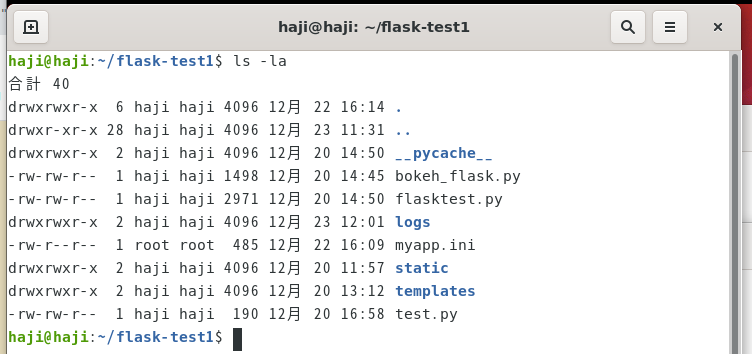 haji@haji: ~/flask-test1
haji@haji:~/flask-test1$ ls -la
合計 40
drwxrwxr-x  6 haji haji 4096 12月 22 16:14 .
drwxr-xr-x 28 haji haji 4096 12月 23 11:31 ..
drwxrwxr-x  2 haji haji 4096 12月 20 14:50 __pycache__
-rw-rw-r--  1 haji haji 1498 12月 20 14:45 bokeh_flask.py
-rw-rw-r--  1 haji haji 2971 12月 20 14:50 flasktest.py
drwxrwxr-x  2 haji haji 4096 12月 23 12:01 logs
-rw-r--r--  1 root root  485 12月 22 16:09 myapp.ini
drwxrwxr-x  2 haji haji 4096 12月 20 11:57 static
drwxrwxr-x  2 haji haji 4096 12月 20 13:12 templates
-rw-rw-r--  1 haji haji  190 12月 20 16:58 test.py
haji@haji:~/flask-test1$